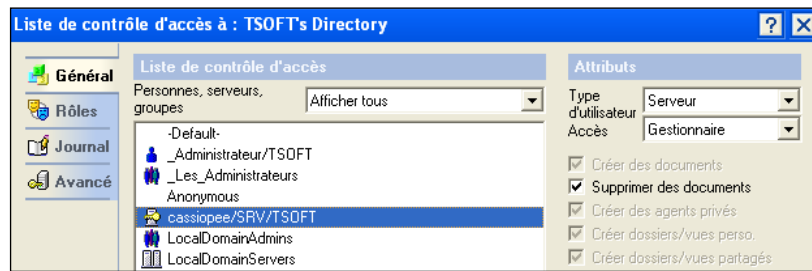 Liste de contrôle d'accès à : TSOFT's Directory
Général
Rôles
Journal
Avancé
Liste de contrôle d'accès
Personnes, serveurs,
groupes
Afficher tous
-Default-
_Administrateur/TSOFT
_Les_Administrateurs
Anonymous
cassiopee/SRV/TSOFT
LocalDomainAdmins
LocalDomainServers
Attributs
Type
d'utilisateur
Serveur
Accès
Gestionnaire
Créer des documents
Supprimer des documents
Créer des agents privés
Créer dossiers/vues perso.
Créer dossiers/vues partagés